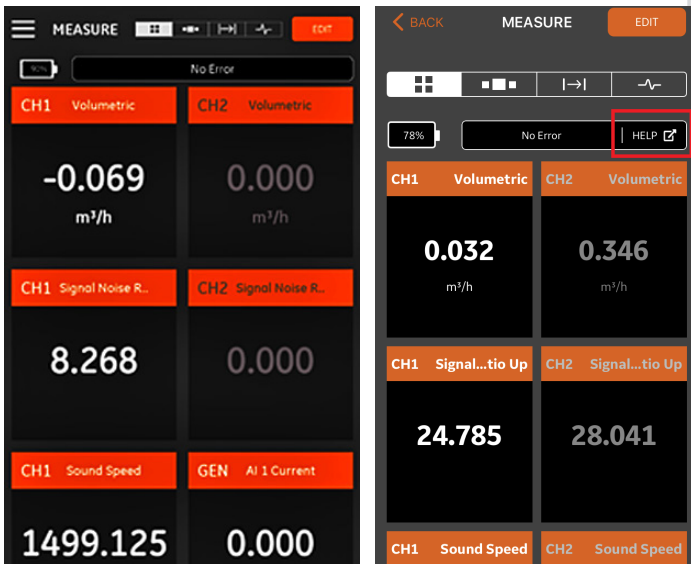 MEASURE EDIT
90%
No Error
CH1 Volumetric CH2 Volumetric
-0.069 0.000
m³/h m³/h
CH1 Signal Noise R.. CH2 Signal Noise R..
8.268 0.000
CH1 Sound Speed GEN AI 1 Current
1499.125 0.000
BACK MEASURE EDIT
78% No Error HELP
CH1 Volumetric CH2 Volumetric
0.032 0.346
m³/h m³/h
CH1 Signal...tio Up CH2 Signal...tio Up
24.785 28.041
CH1 Sound Speed CH2 Sound Speed